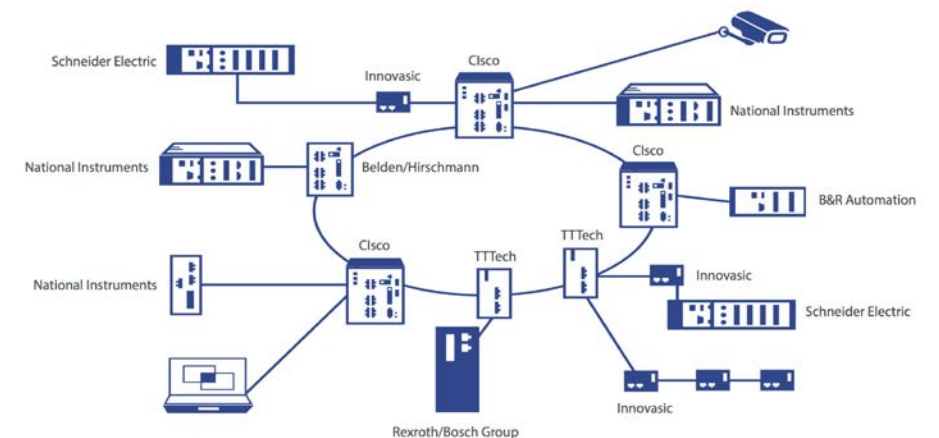 CIsco
Schneider Electric
Innovasic
National Instruments
CIsco
National Instruments
Belden/Hirschmann
B&R Automation
TTTech
CIsco
TTTech
National Instruments
Innovasic
Schneider Electric
Innovasic
Rexroth/Bosch Group